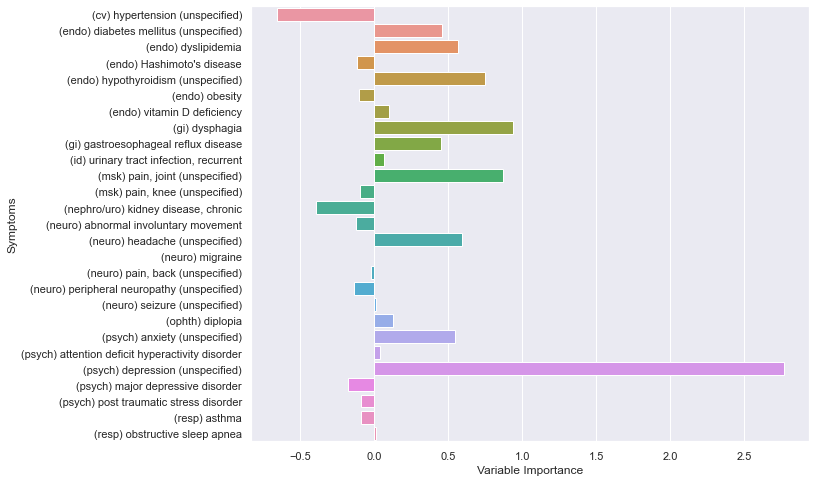 (cv) hypertension (unspecified)
(endo) diabetes mellitus (unspecified)
(endo) dyslipidemia
(endo) Hashimoto's disease
(endo) hypothyroidism (unspecified)
(endo) obesity
(endo) vitamin D deficiency
(gi) dysphagia
(gi) gastroesophageal reflux disease
(id) urinary tract infection, recurrent
(msk) pain, joint (unspecified)
(msk) pain, knee (unspecified)
(nephro/uro) kidney disease, chronic
(neuro) abnormal involuntary movement
(neuro) headache (unspecified)
(neuro) migraine
(neuro) pain, back (unspecified)
(neuro) peripheral neuropathy (unspecified)
(neuro) seizure (unspecified)
(ophth) diplopia
(psych) anxiety (unspecified)
(psych) attention deficit hyperactivity disorder
(psych) depression (unspecified)
(psych) major depressive disorder
(psych) post traumatic stress disorder
(resp) asthma
(resp) obstructive sleep apnea
Symptoms
−0.5 0.0 0.5 1.0 1.5 2.0 2.5
Variable Importance